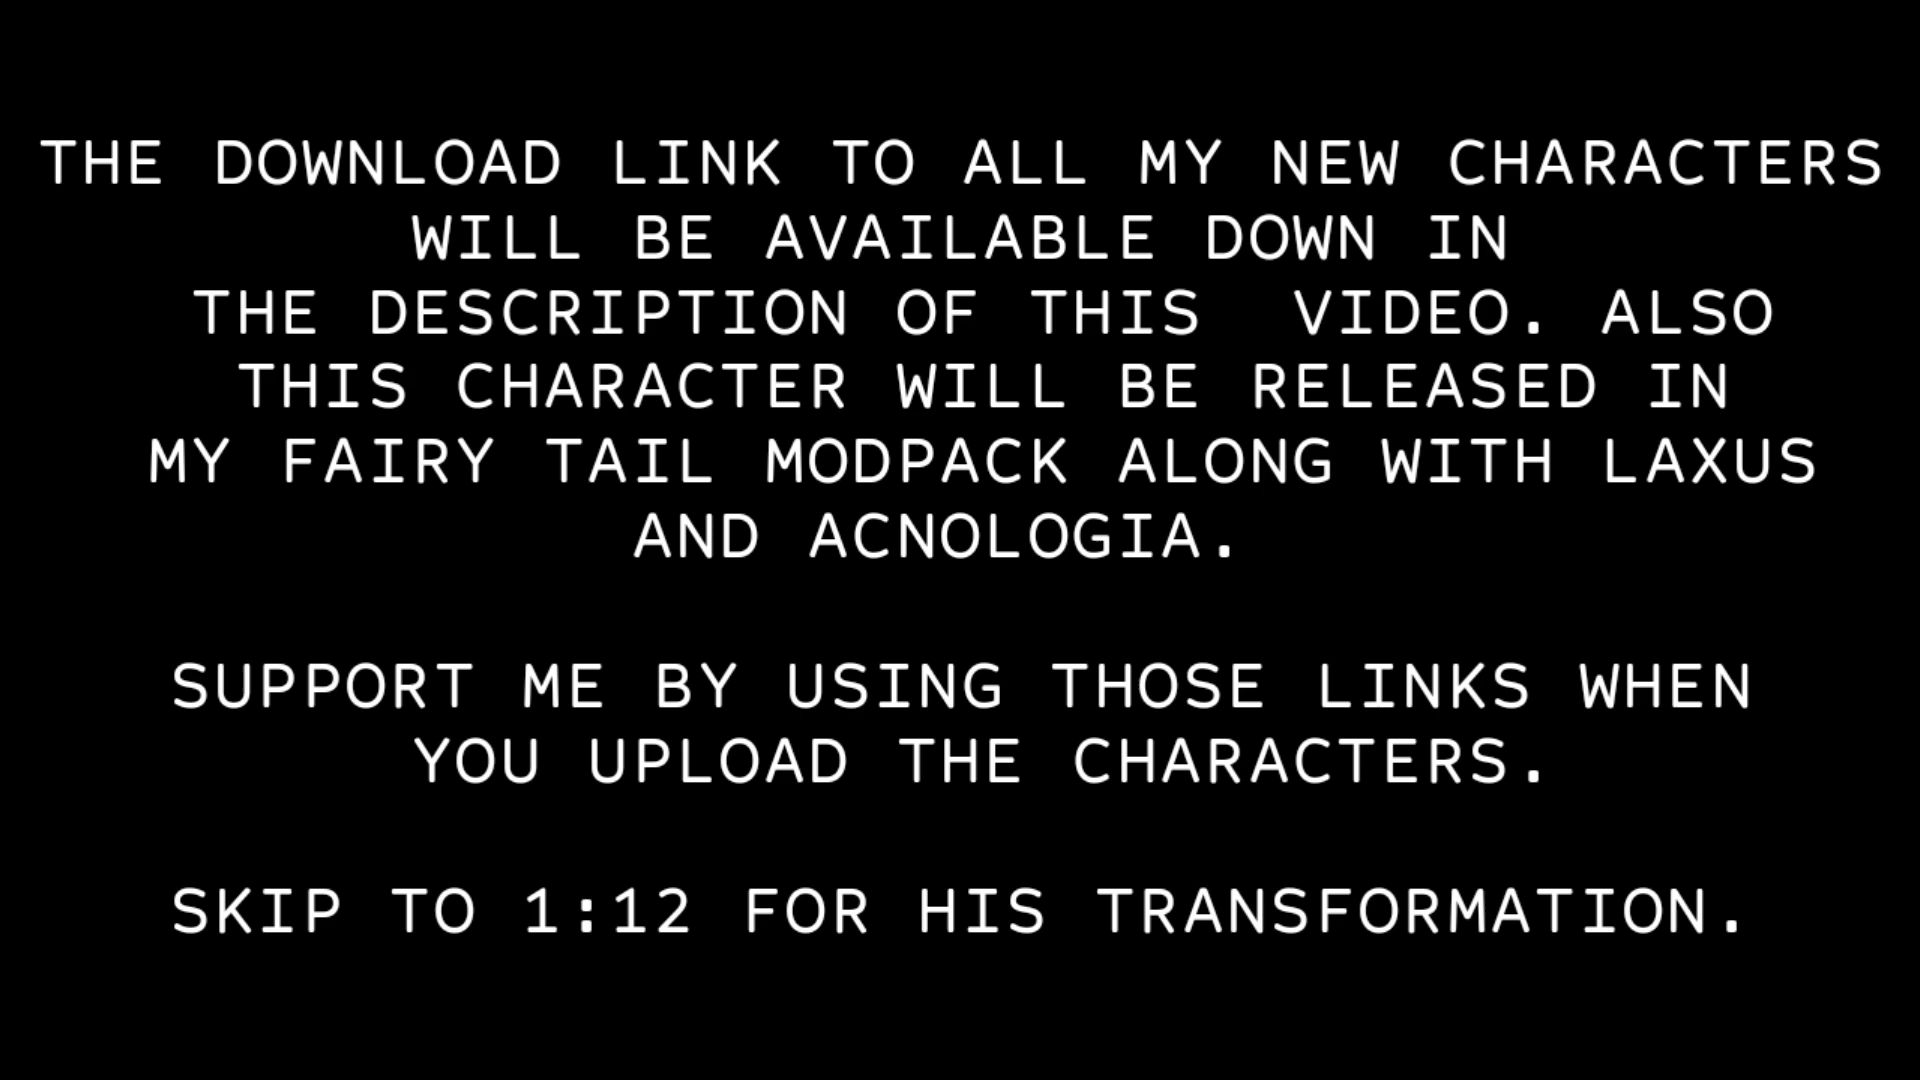 THE DOWNLOAD LINK TO ALL MY NEW CHARACTERS
WILL BE AVAILABLE DOWN IN
THE DESCRIPTION OF THIS  VIDEO. ALSO
THIS CHARACTER WILL BE RELEASED IN
MY FAIRY TAIL MODPACK ALONG WITH LAXUS
AND ACNOLOGIA.
SUPPORT ME BY USING THOSE LINKS WHEN
YOU UPLOAD THE CHARACTERS.
SKIP TO 1:12 FOR HIS TRANSFORMATION.